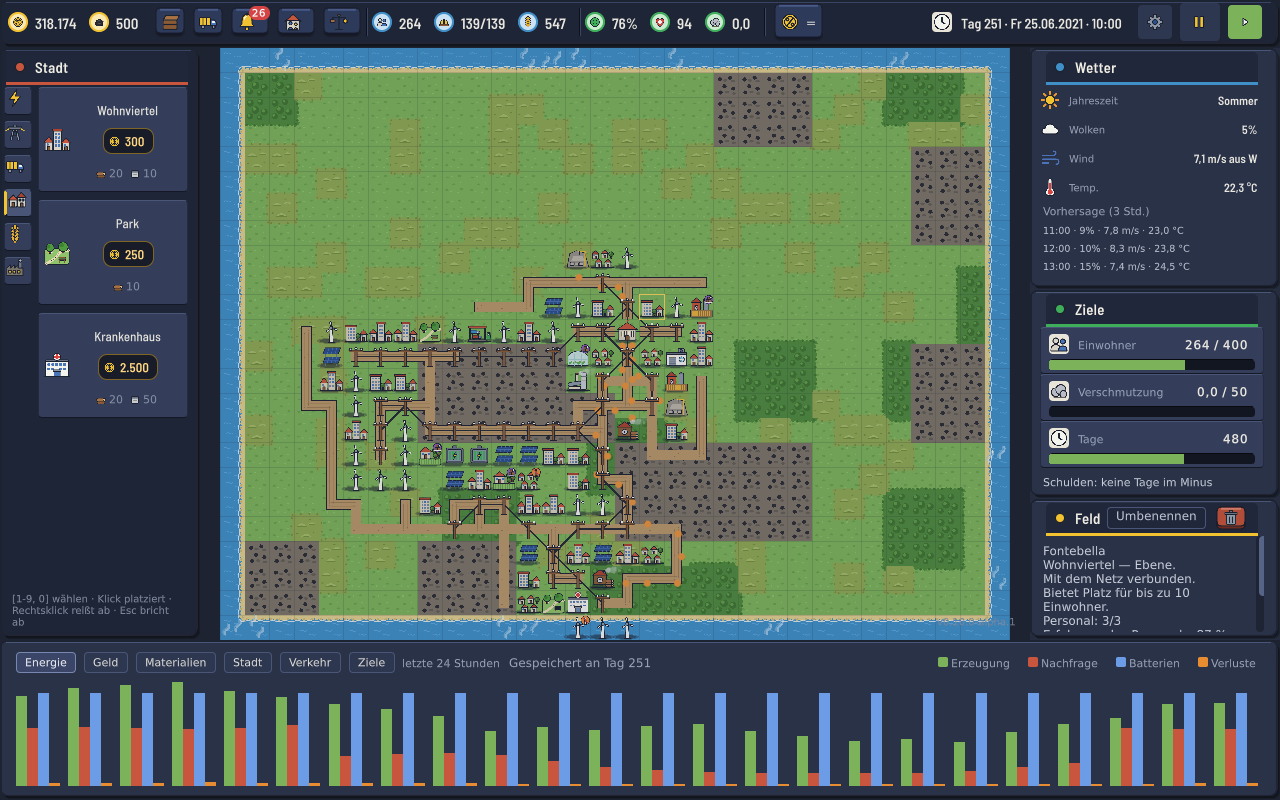 318.174
500
26
264
139/139
547
76%
94
0,0
=
Tag 251 · Fr 25.06.2021 · 10:00
Stadt
Wohnviertel
300
20 10
Park
250
10
Krankenhaus
2.500
20 50
[1-9, 0] wählen · Klick platziert ·
Rechtsklick reißt ab · Esc bricht
ab
Wetter
Jahreszeit Sommer
Wolken 5%
Wind 7,1 m/s aus W
Temp. 22,3 °C
Vorhersage (3 Std.)
11:00 · 9% · 7,8 m/s · 23,0 °C
12:00 · 10% · 8,3 m/s · 23,8 °C
13:00 · 15% · 7,4 m/s · 24,5 °C
Ziele
Einwohner 264 / 400
Verschmutzung 0,0 / 50
Tage 480
Schulden: keine Tage im Minus
Feld Umbenennen
Fontebella
Wohnviertel — Ebene.
Mit dem Netz verbunden.
Bietet Platz für bis zu 10
Einwohner.
Personal: 3/3
Energie Geld Materialien Stadt Verkehr Ziele letzte 24 Stunden Gespeichert an Tag 251
Erzeugung Nachfrage Batterien Verluste